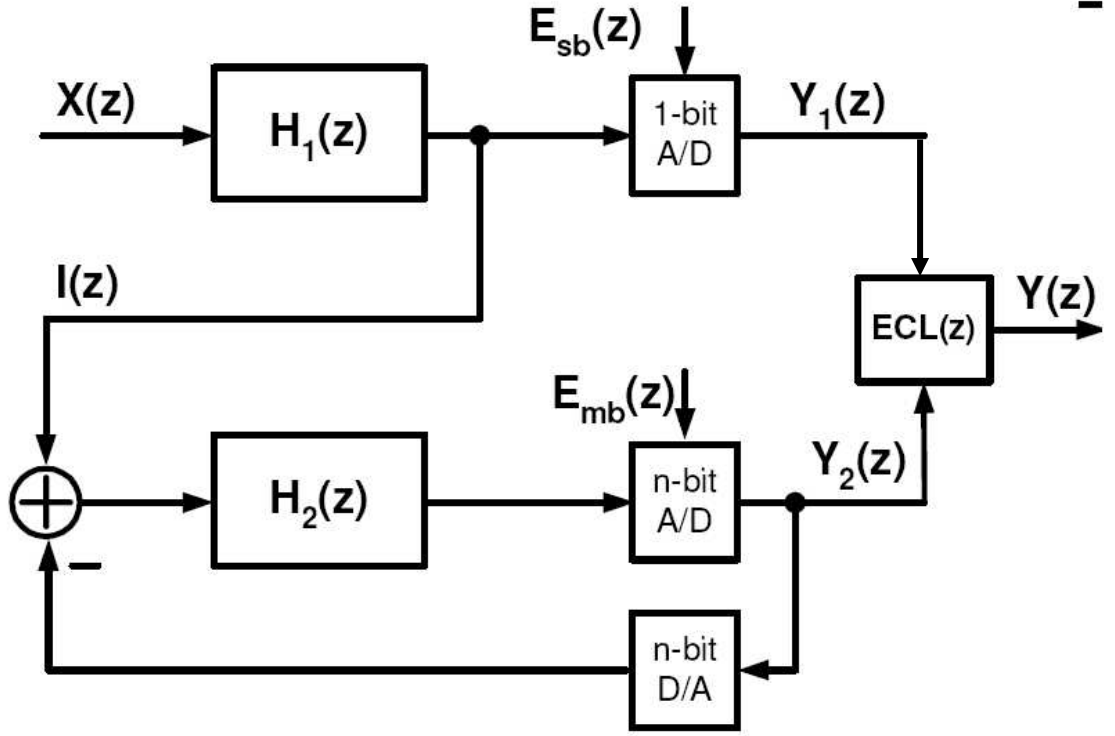 E_sb(z)
X(z)
H_1(z)
1-bit
A/D
Y_1(z)
I(z)
ECL(z)
Y(z)
E_mb(z)
H_2(z)
n-bit
A/D
Y_2(z)
n-bit
D/A